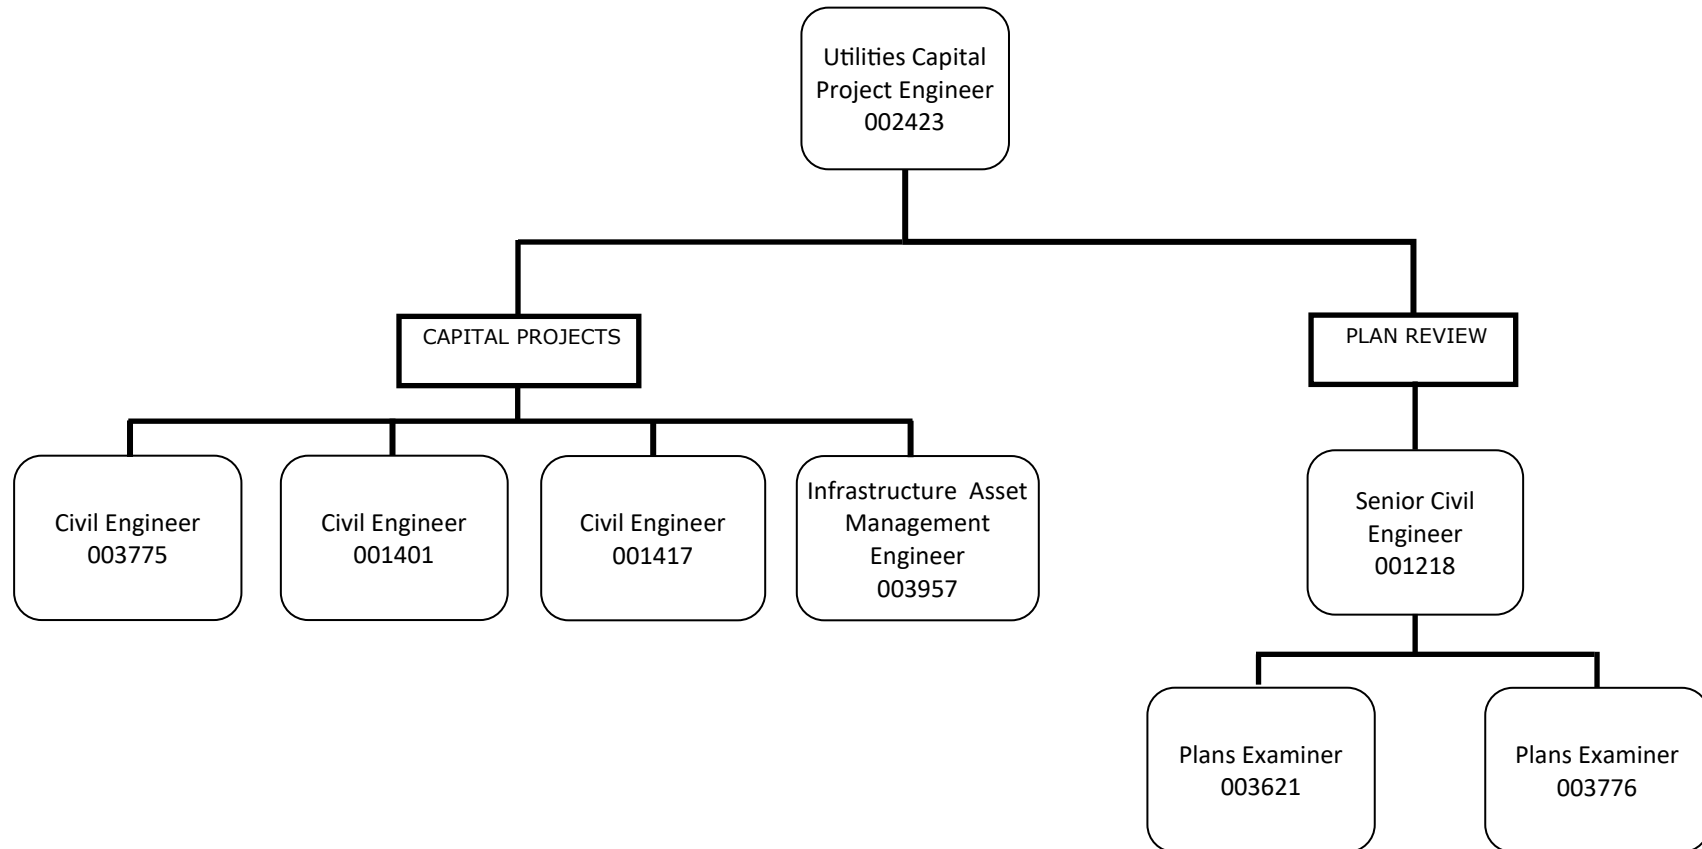 Utilities Capital
Project Engineer
002423
CAPITAL PROJECTS
PLAN REVIEW
Civil Engineer
003775
Civil Engineer
001401
Civil Engineer
001417
Infrastructure  Asset
Management
Engineer
003957
Senior Civil
Engineer
001218
Plans Examiner
003621
Plans Examiner
003776